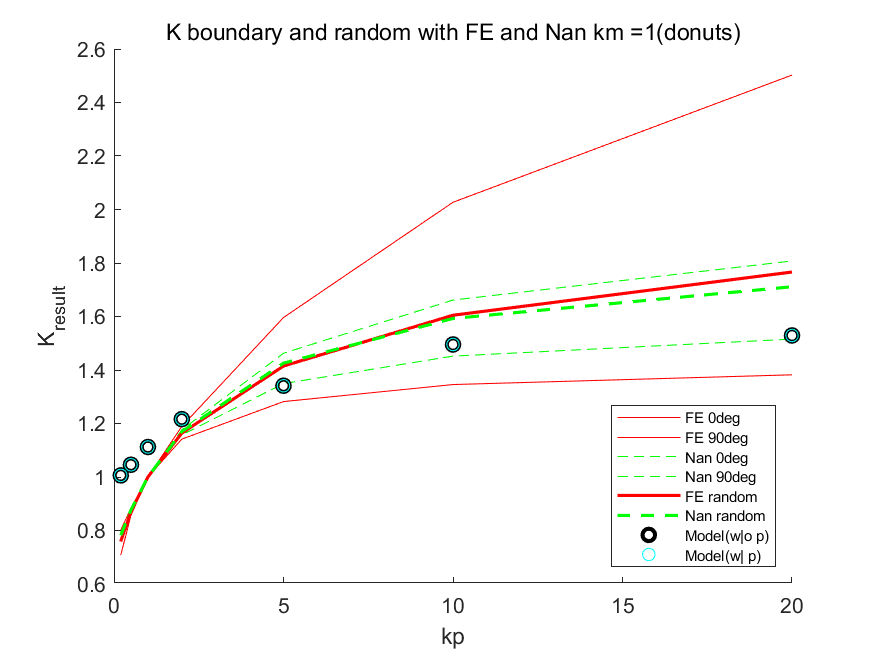 K boundary and random with FE and Nan km =1(donuts)
2.6
2.4
2.2
2
1.8
1.6
1.4
1.2
1
0.8
0.6
K_result
0
5
10
15
20
kp
FE 0deg
FE 90deg
Nan 0deg
Nan 90deg
FE random
Nan random
Model(w|o p)
Model(w| p)